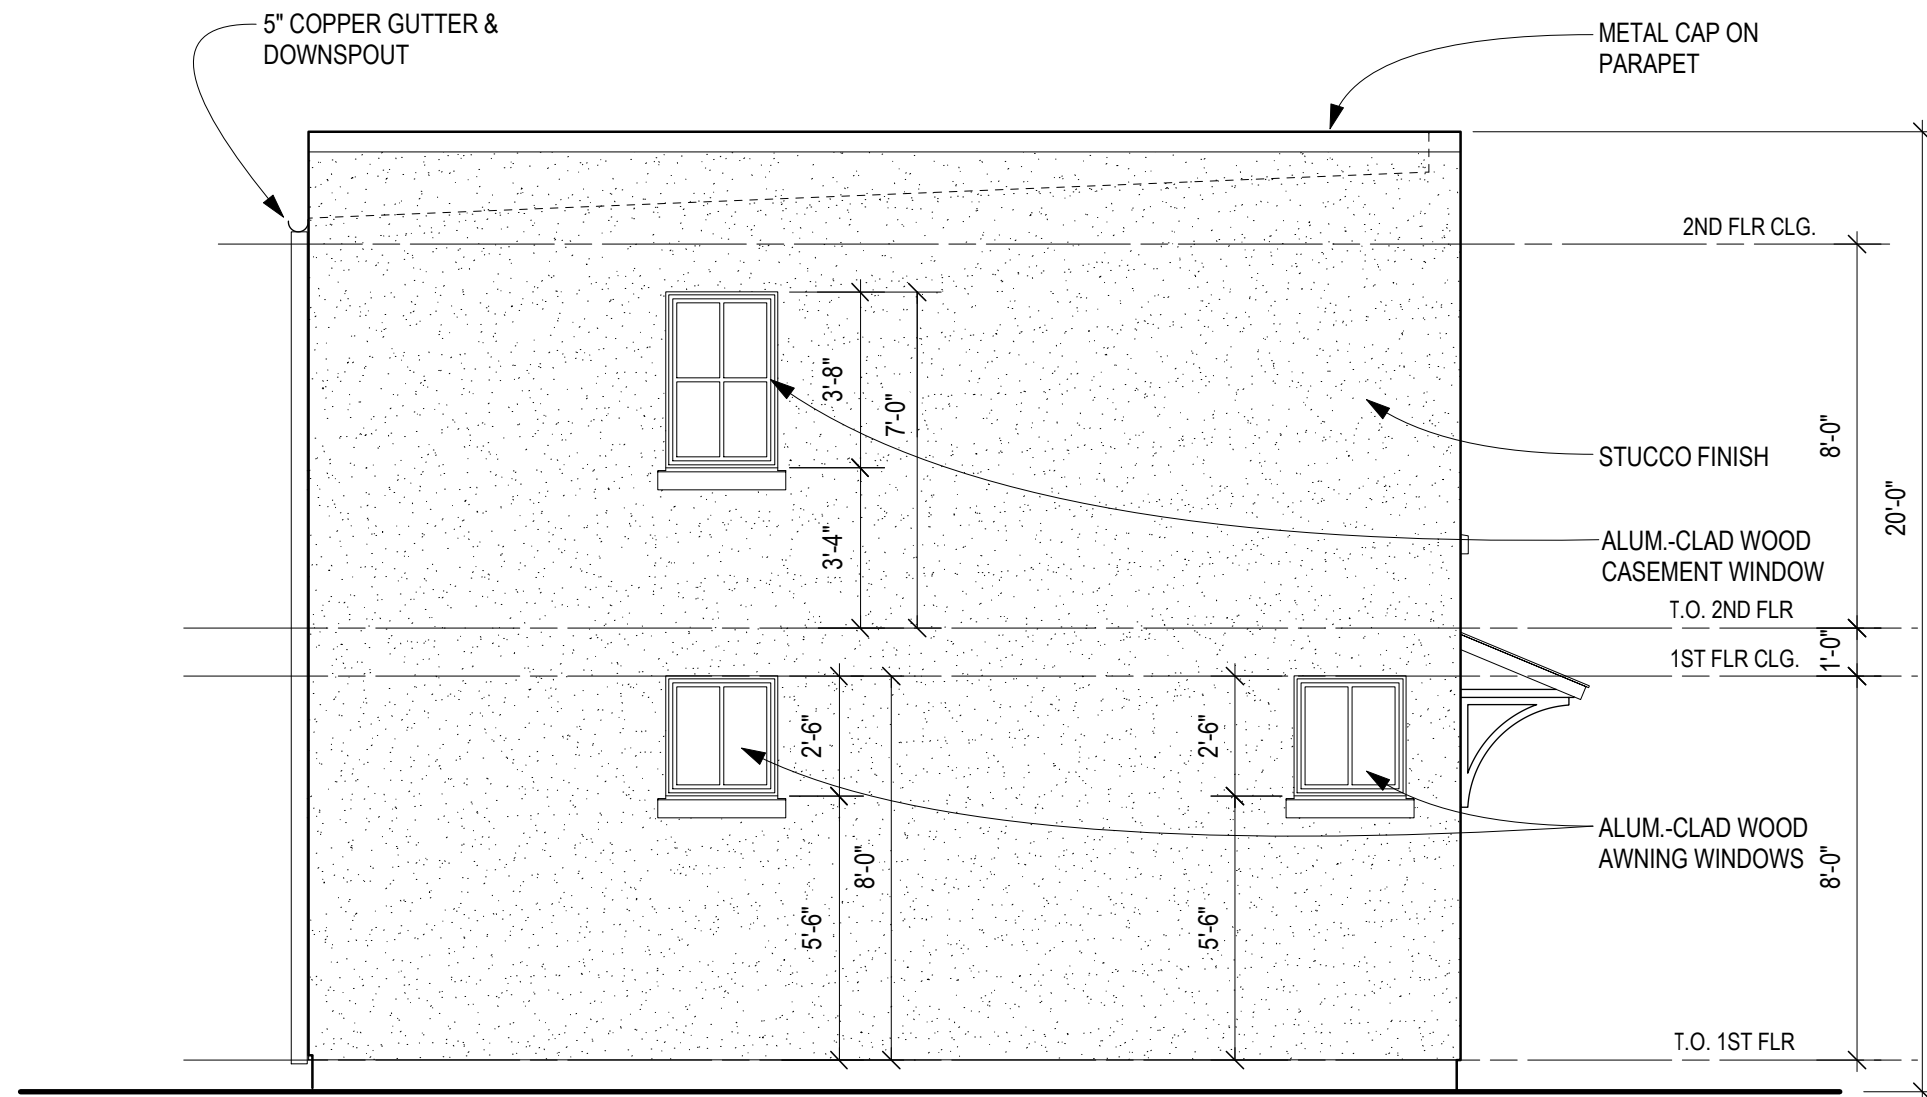 5" COPPER GUTTER &
DOWNSPOUT
METAL CAP ON
PARAPET
2ND FLR CLG.
3'-8"
7'-0"
8'-0"
STUCCO FINISH
20'-0"
3'-4"
ALUM.-CLAD WOOD
CASEMENT WINDOW
T.O. 2ND FLR
1'-0"
1ST FLR CLG.
2'-6"
2'-6"
ALUM.-CLAD WOOD
AWNING WINDOWS
8'-0"
8'-0"
5'-6"
5'-6"
T.O. 1ST FLR